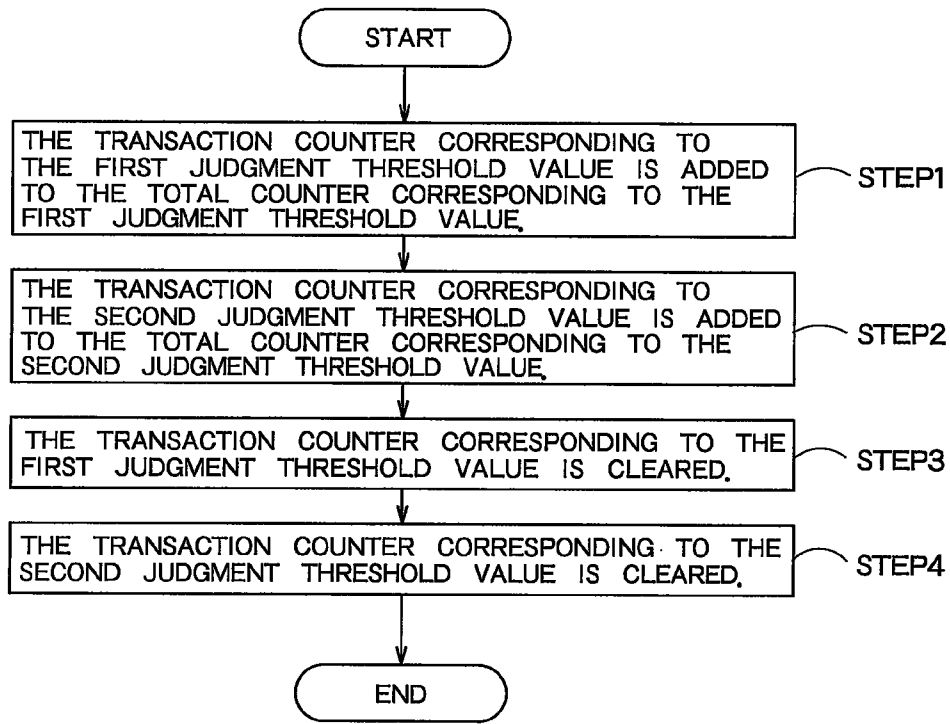 START
THE TRANSACTION COUNTER CORRESPONDING TO
THE FIRST JUDGMENT THRESHOLD VALUE IS ADDED
TO THE TOTAL COUNTER CORRESPONDING TO THE
FIRST JUDGMENT THRESHOLD VALUE.
STEP1
THE TRANSACTION COUNTER CORRESPONDING TO
THE SECOND JUDGMENT THRESHOLD VALUE IS ADDED
TO THE TOTAL COUNTER CORRESPONDING TO THE
SECOND JUDGMENT THRESHOLD VALUE.
STEP2
THE TRANSACTION COUNTER CORRESPONDING TO THE
FIRST JUDGMENT THRESHOLD VALUE IS CLEARED.
STEP3
THE TRANSACTION COUNTER CORRESPONDING TO THE
SECOND JUDGMENT THRESHOLD VALUE IS CLEARED.
STEP4
END